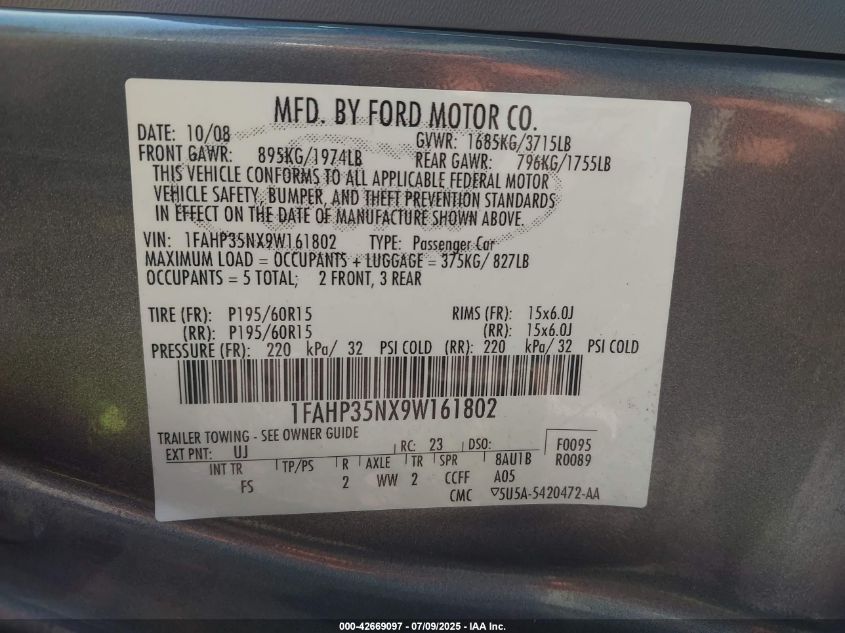 MFD. BY FORD MOTOR CO.
DATE: 10/08 GVWR: 1685KG/3715LB
FRONT GAWR: 895KG/1974LB REAR GAWR: 796KG/1755LB
THIS VEHICLE CONFORMS TO ALL APPLICABLE FEDERAL MOTOR
VEHICLE SAFETY, BUMPER, AND THEFT PREVENTION STANDARDS
IN EFFECT ON THE DATE OF MANUFACTURE SHOWN ABOVE.
VIN: 1FAHP35NX9W161802 TYPE: Passenger Car
MAXIMUM LOAD = OCCUPANTS + LUGGAGE = 375KG/ 827LB
OCCUPANTS = 5 TOTAL; 2 FRONT, 3 REAR
TIRE (FR): P195/60R15 RIMS (FR): 15x6.0J
(RR): P195/60R15 (RR): 15x6.0J
PRESSURE (FR): 220 kPa/ 32 PSI COLD (RR): 220 kPa/ 32 PSI COLD
1FAHP35NX9W161802
TRAILER TOWING - SEE OWNER GUIDE
EXT PNT: UJ RC: 23 DSO: F0095
INT TR TP/PS R AXLE TR SPR 8AU1B R0089
FS 2 WW 2 CCFF A05
CMC ▽5U5A-5420472-AA
000-42669097 - 07/09/2025 - IAA Inc.